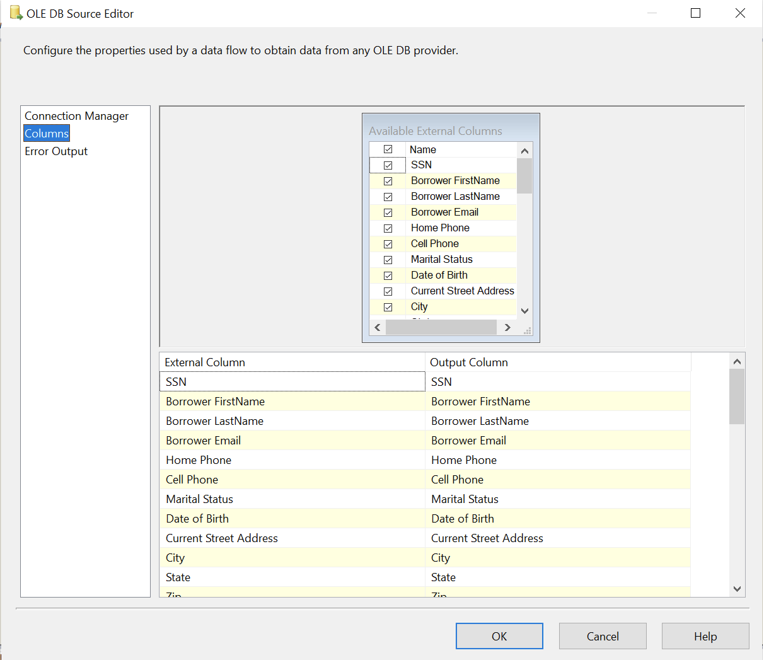 OLE DB Source Editor
Configure the properties used by a data flow to obtain data from any OLE DB provider.
Connection Manager
Columns
Error Output
Available External Columns
Name
SSN
Borrower FirstName
Borrower LastName
Borrower Email
Home Phone
Cell Phone
Marital Status
Date of Birth
Current Street Address
City
External Column Output Column
SSN SSN
Borrower FirstName Borrower FirstName
Borrower LastName Borrower LastName
Borrower Email Borrower Email
Home Phone Home Phone
Cell Phone Cell Phone
Marital Status Marital Status
Date of Birth Date of Birth
Current Street Address Current Street Address
City City
State State
Zip Zip
OK Cancel Help